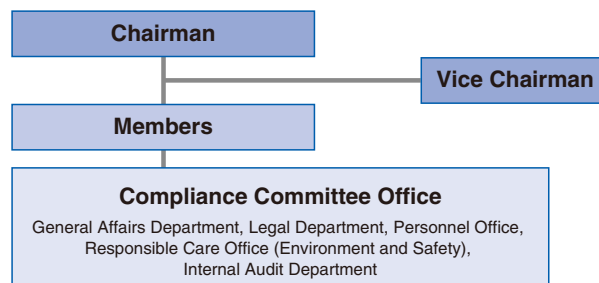 Chairman
Vice Chairman
Members
Compliance Committee Office
General Affairs Department, Legal Department, Personnel Office,
Responsible Care Office (Environment and Safety),
Internal Audit Department